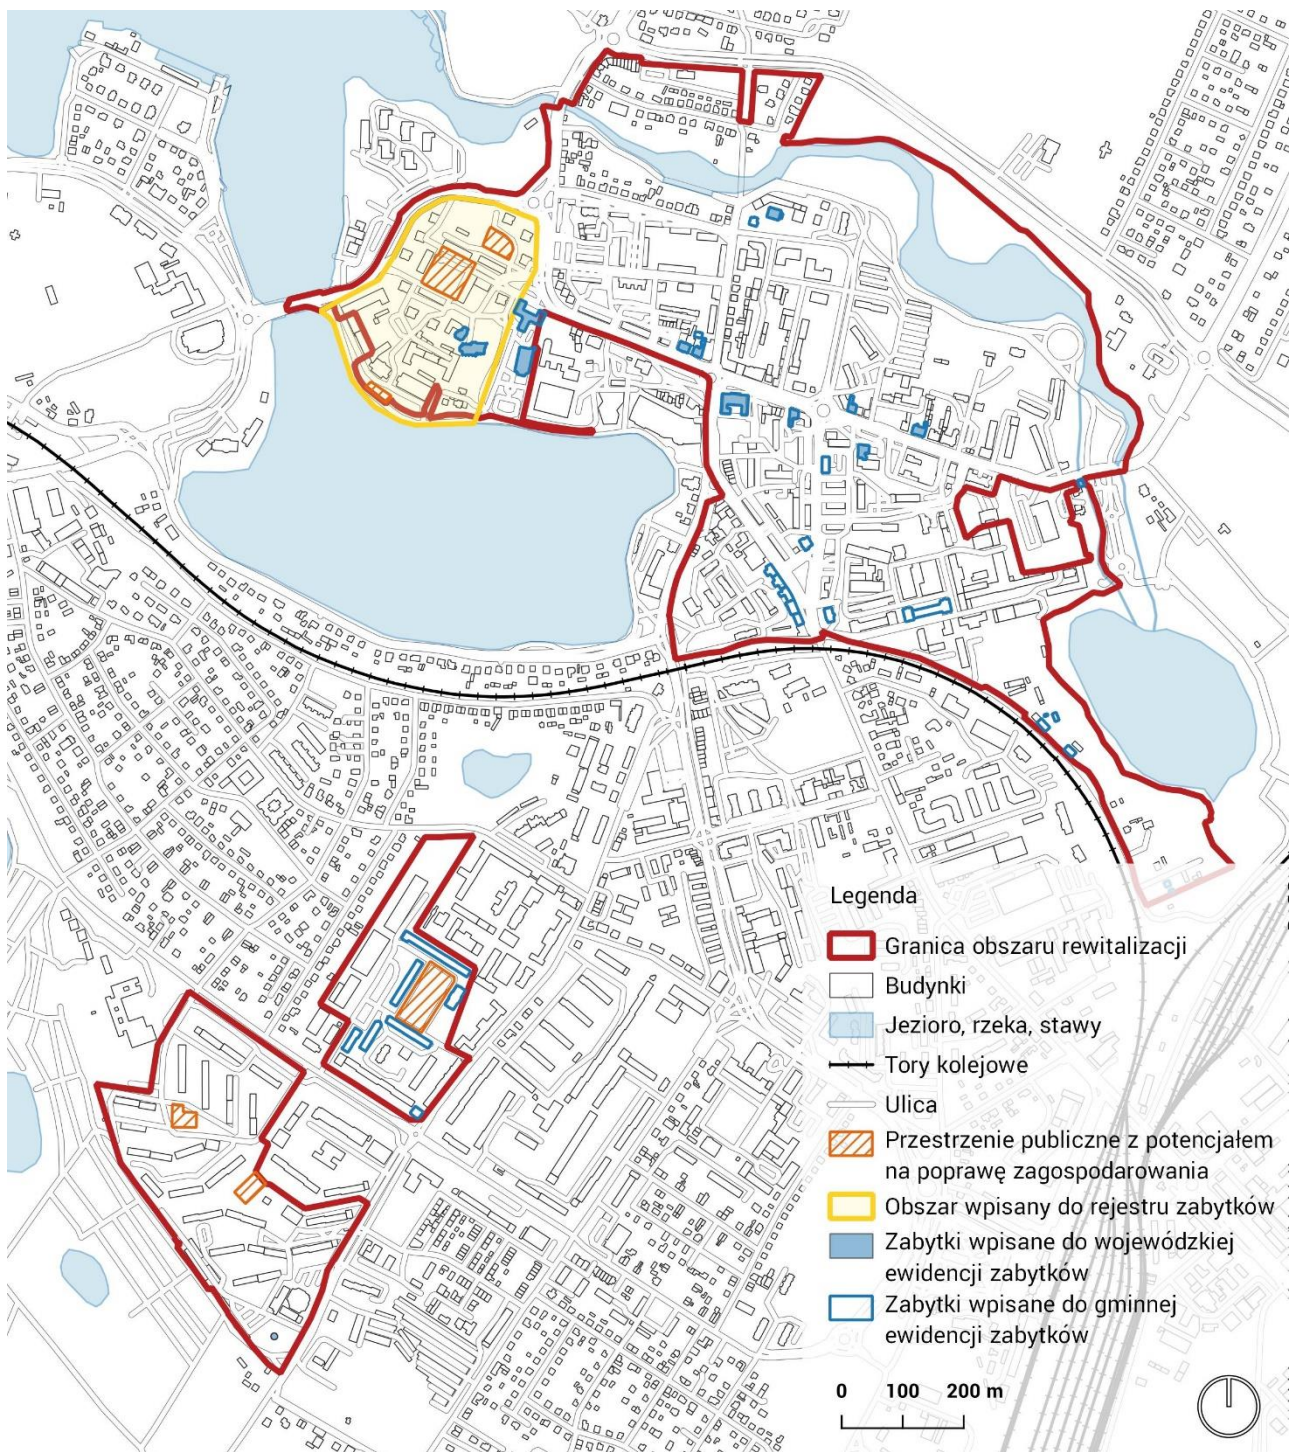 Legenda
Granica obszaru rewitalizacji
Budynki
Jezioro, rzeka, stawy
Tory kolejowe
Ulica
Przestrzenie publiczne z potencjałem
na poprawę zagospodarowania
Obszar wpisany do rejestru zabytków
Zabytki wpisane do wojewódzkiej
ewidencji zabytków
Zabytki wpisane do gminnej
ewidencji zabytków
0 100 200 m